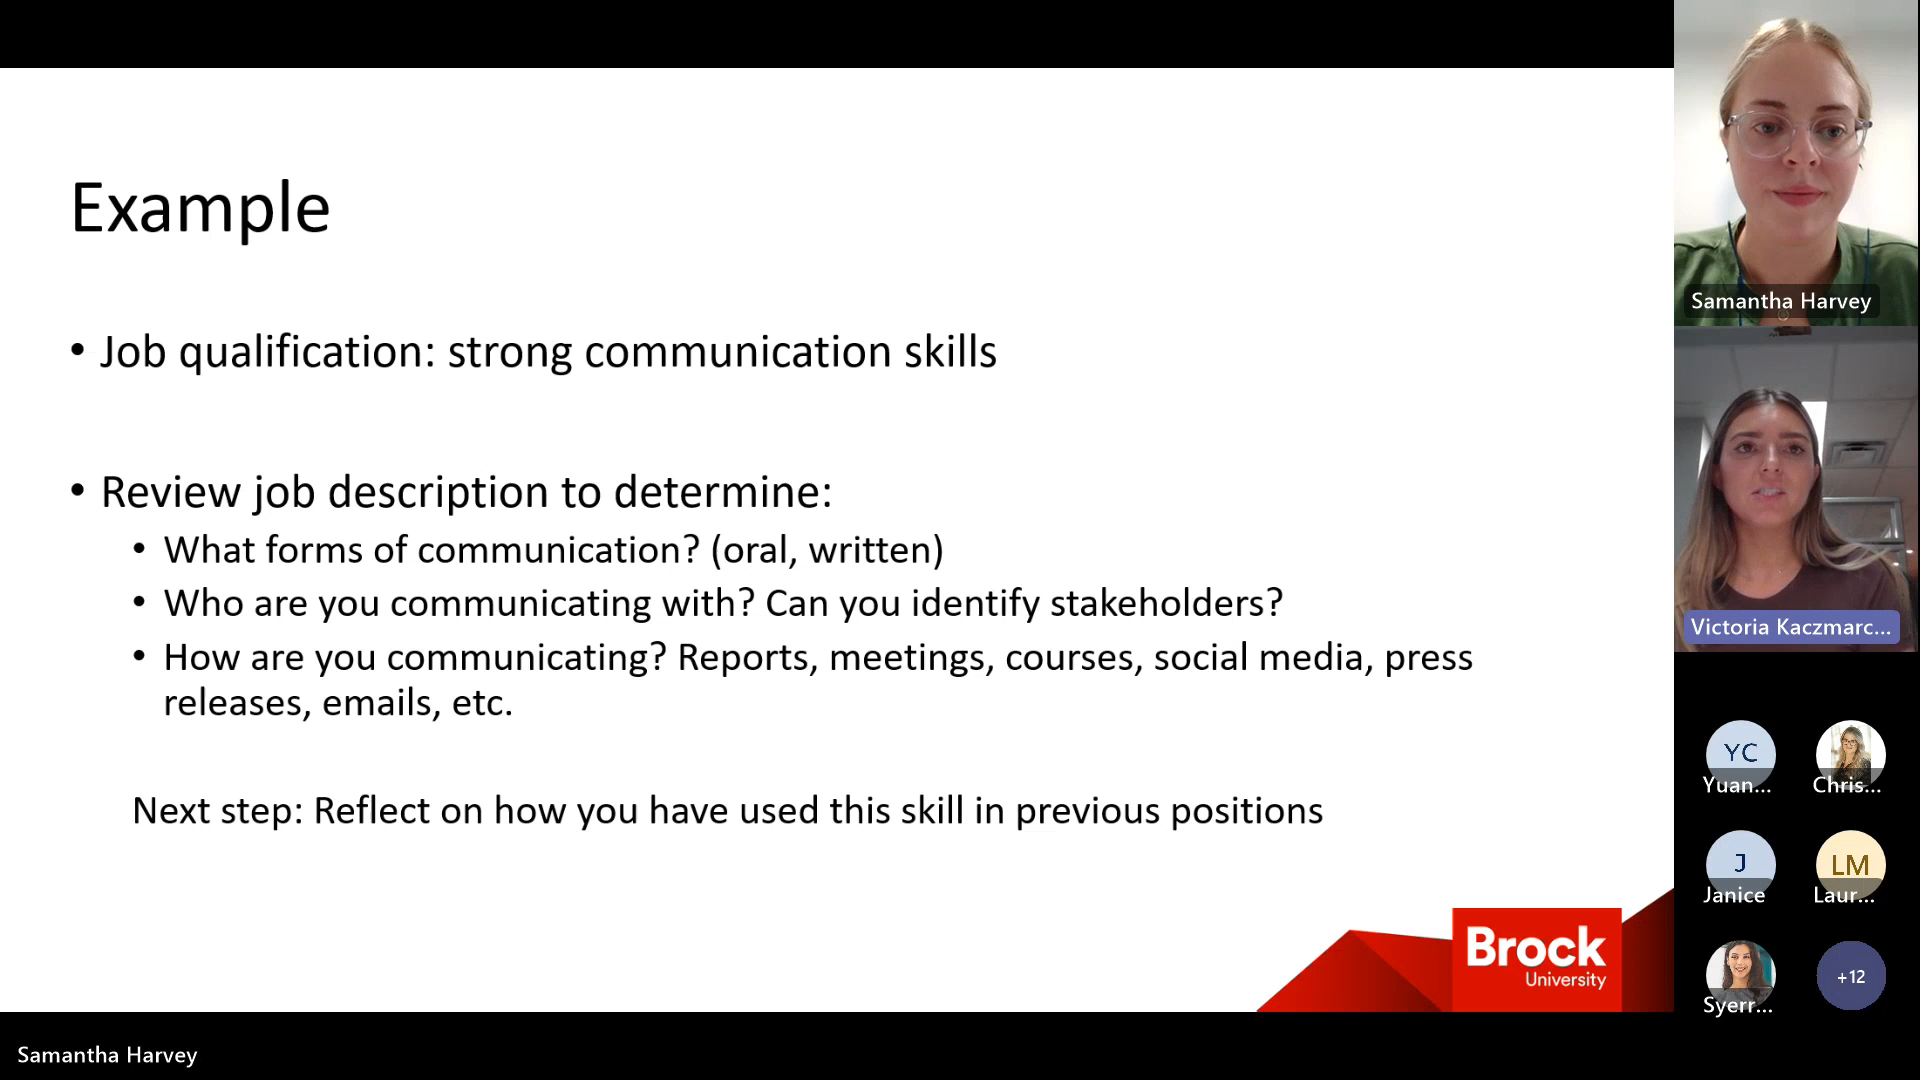 Example
• Job qualification: strong communication skills
• Review job description to determine:
• What forms of communication? (oral, written)
• Who are you communicating with? Can you identify stakeholders?
• How are you communicating? Reports, meetings, courses, social media, press
releases, emails, etc.
Next step: Reflect on how you have used this skill in previous positions
Brock
University
Samantha Harvey
Victoria Kaczmarc...
YC
Yuan...
Chris...
J
Janice
LM
Laur...
Syerr...
+12
Samantha Harvey